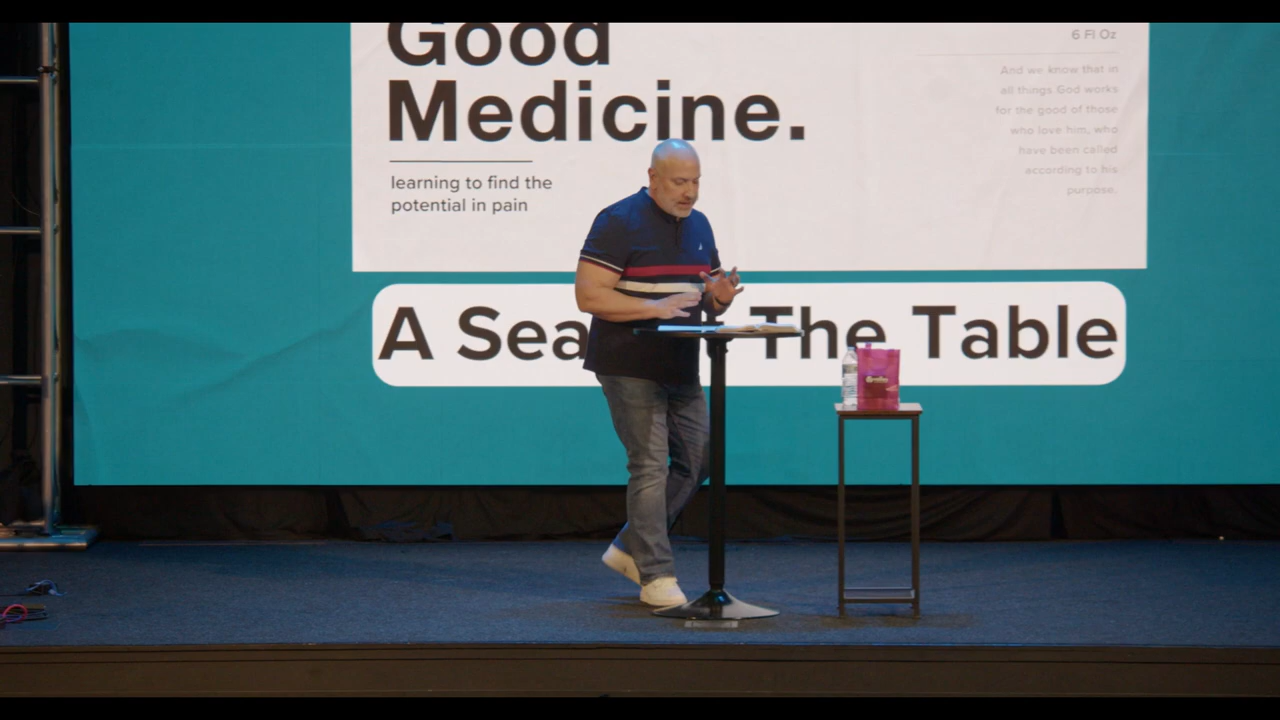 Good
Medicine.
learning to find the
potential in pain
6 Fl Oz
And we know that in
all things God works
for the good of those
who love him, who
have been called
according to his
purpose.
A Sea The Table